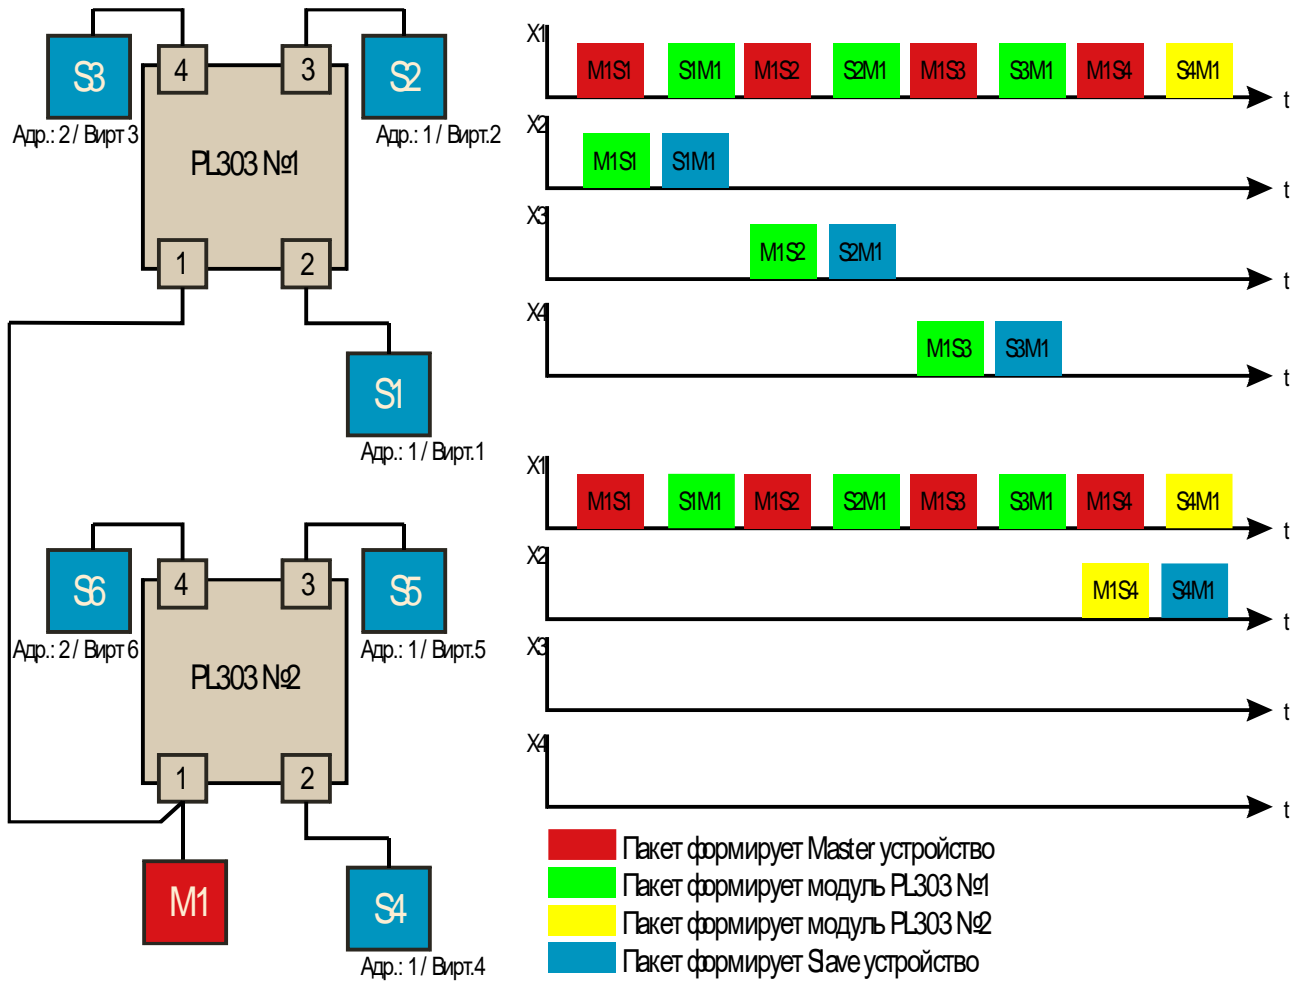 S3
4
3
S2
Адр.: 2 / Вирт 3
Адр.: 1 / Вирт.2
PL303 №1
1
2
S1
Адр.: 1 / Вирт.1
S6
4
3
S5
Адр.: 2 / Вирт 6
Адр.: 1 / Вирт.5
PL303 №2
1
2
M1
S4
Адр.: 1 / Вирт.4
X1
M1S1 S1M1 M1S2 S2M1 M1S3 S3M1 M1S4 S4M1
t
X2
M1S1 S1M1
t
X3
M1S2 S2M1
t
X4
M1S3 S3M1
t
X1
M1S1 S1M1 M1S2 S2M1 M1S3 S3M1 M1S4 S4M1
t
X2
M1S4 S4M1
t
X3
t
X4
t
Пакет формирует Master устройство
Пакет формирует модуль PL303 №1
Пакет формирует модуль PL303 №2
Пакет формирует Slave устройство